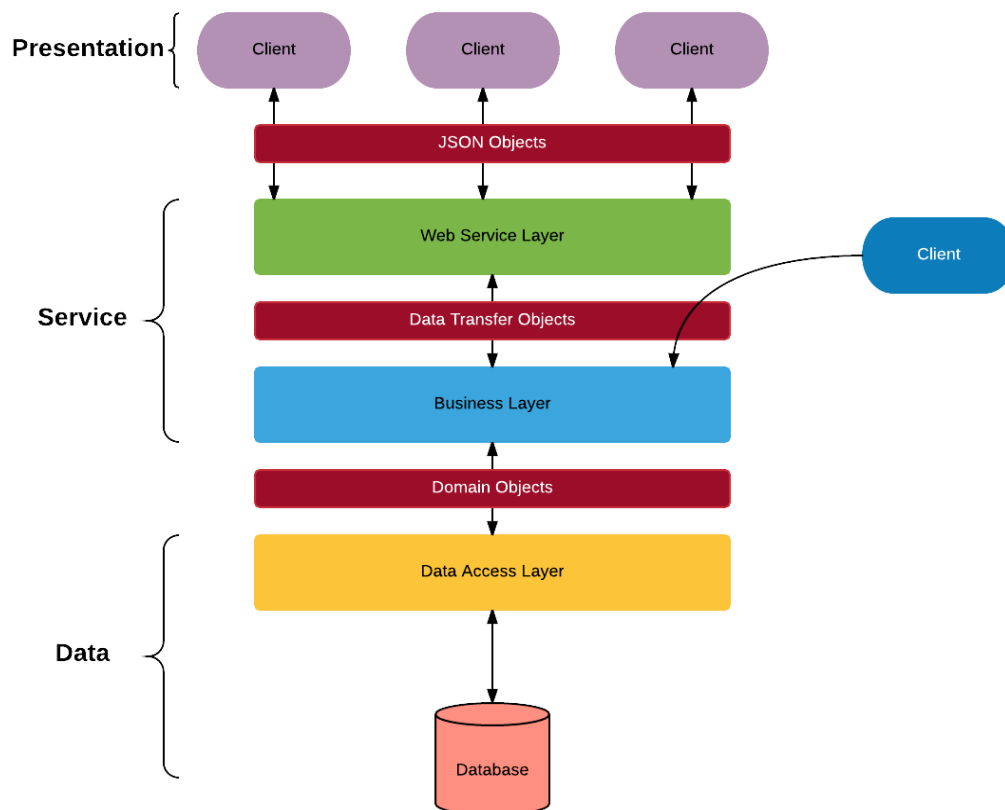 Presentation
Client
Client
Client
JSON Objects
Web Service Layer
Client
Service
Data Transfer Objects
Business Layer
Domain Objects
Data Access Layer
Data
Database